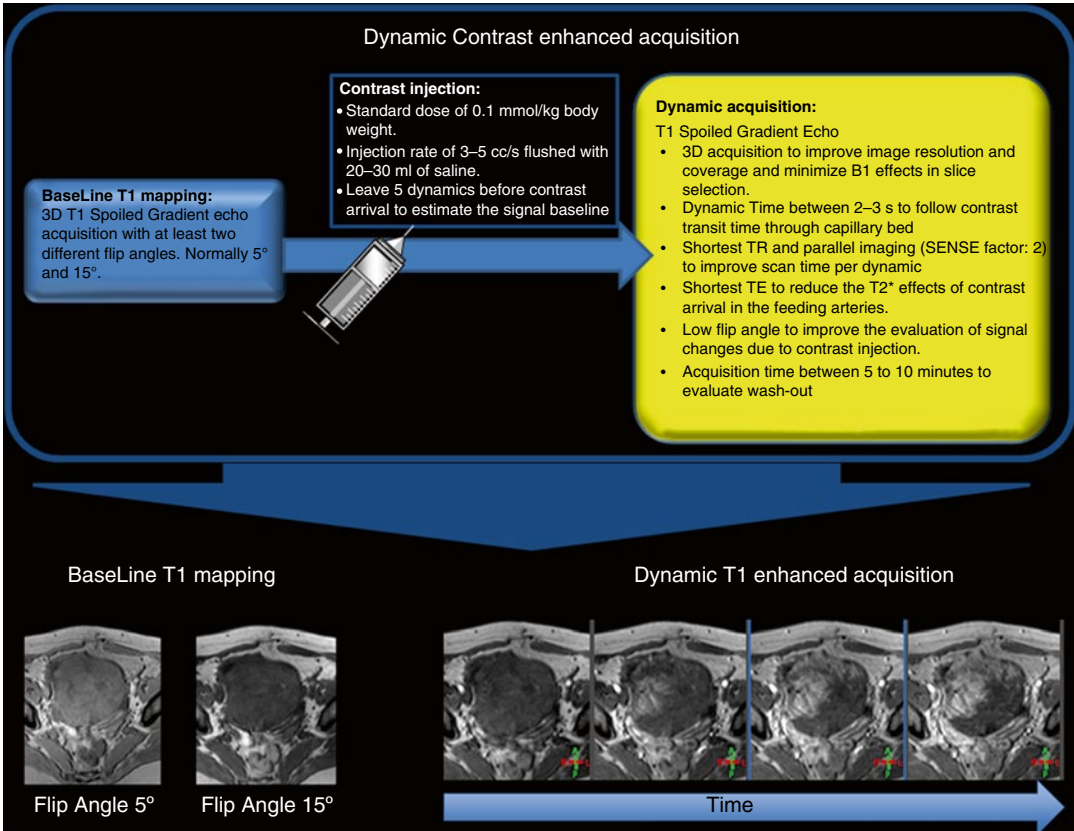 Dynamic Contrast enhanced acquisition
BaseLine T1 mapping:
3D T1 Spoiled Gradient echo
acquisition with at least two
different flip angles. Normally 5°
and 15°.
Contrast injection:
• Standard dose of 0.1 mmol/kg body
weight.
• Injection rate of 3–5 cc/s flushed with
20–30 ml of saline.
• Leave 5 dynamics before contrast
arrival to estimate the signal baseline
Dynamic acquisition:
T1 Spoiled Gradient Echo
• 3D acquisition to improve image resolution and
coverage and minimize B1 effects in slice
selection.
• Dynamic Time between 2–3 s to follow contrast
transit time through capillary bed
• Shortest TR and parallel imaging (SENSE factor: 2)
to improve scan time per dynamic
• Shortest TE to reduce the T2* effects of contrast
arrival in the feeding arteries.
• Low flip angle to improve the evaluation of signal
changes due to contrast injection.
• Acquisition time between 5 to 10 minutes to
evaluate wash-out
BaseLine T1 mapping
Dynamic T1 enhanced acquisition
Flip Angle 5º
Flip Angle 15º
Time